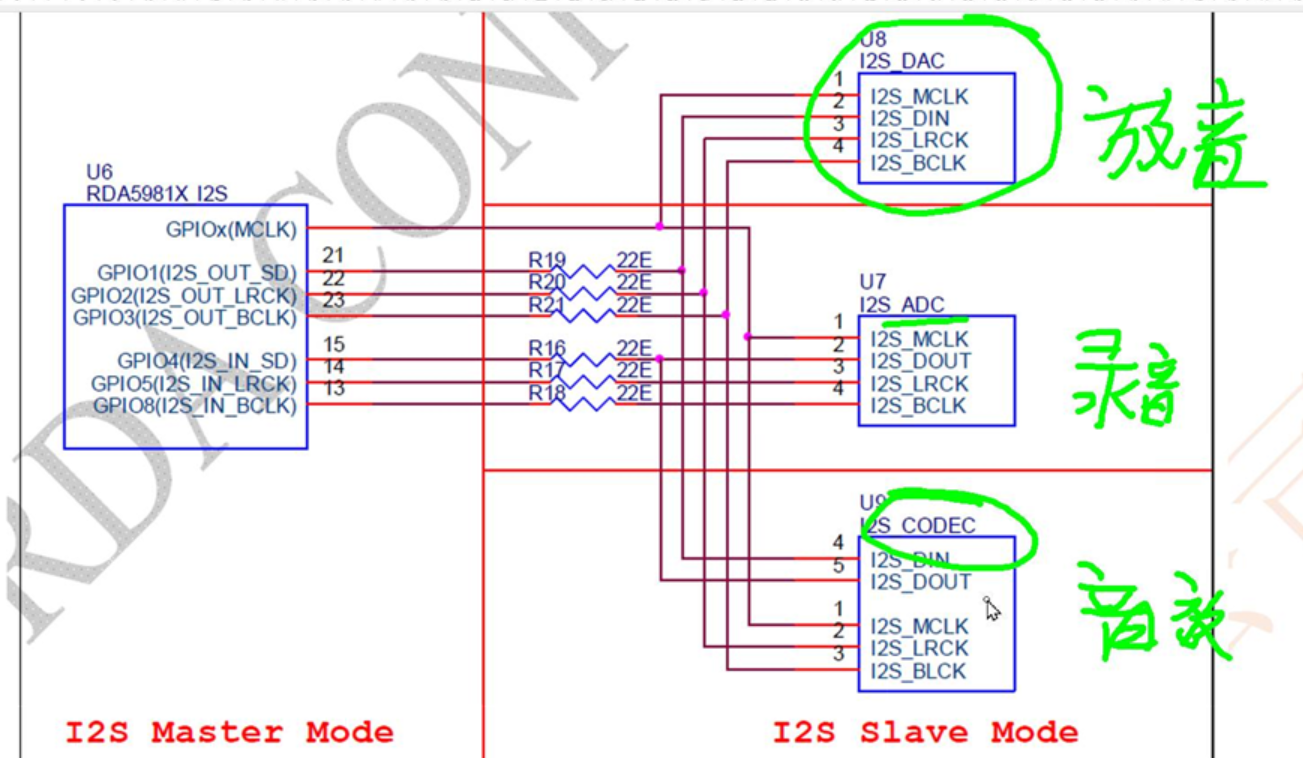 RDA CONF
U6
RDA5981X I2S
GPIOx(MCLK)
21
GPIO1(I2S_OUT_SD)
22
GPIO2(I2S_OUT_LRCK)
23
GPIO3(I2S_OUT_BCLK)
15
GPIO4(I2S_IN_SD)
14
GPIO5(I2S_IN_LRCK)
13
GPIO8(I2S_IN_BCLK)
R19 22E
R20 22E
R21 22E
R16 22E
R17 22E
R18 22E
U8
I2S_DAC
1 I2S_MCLK
2 I2S_DIN
3 I2S_LRCK
4 I2S_BCLK
放音
U7
I2S_ADC
1 I2S_MCLK
2 I2S_DOUT
3 I2S_LRCK
4 I2S_BCLK
录音
U9
I2S_CODEC
4 I2S_DIN
5 I2S_DOUT
1 I2S_MCLK
2 I2S_LRCK
3 I2S_BLCK
音效
I2S Master Mode
I2S Slave Mode